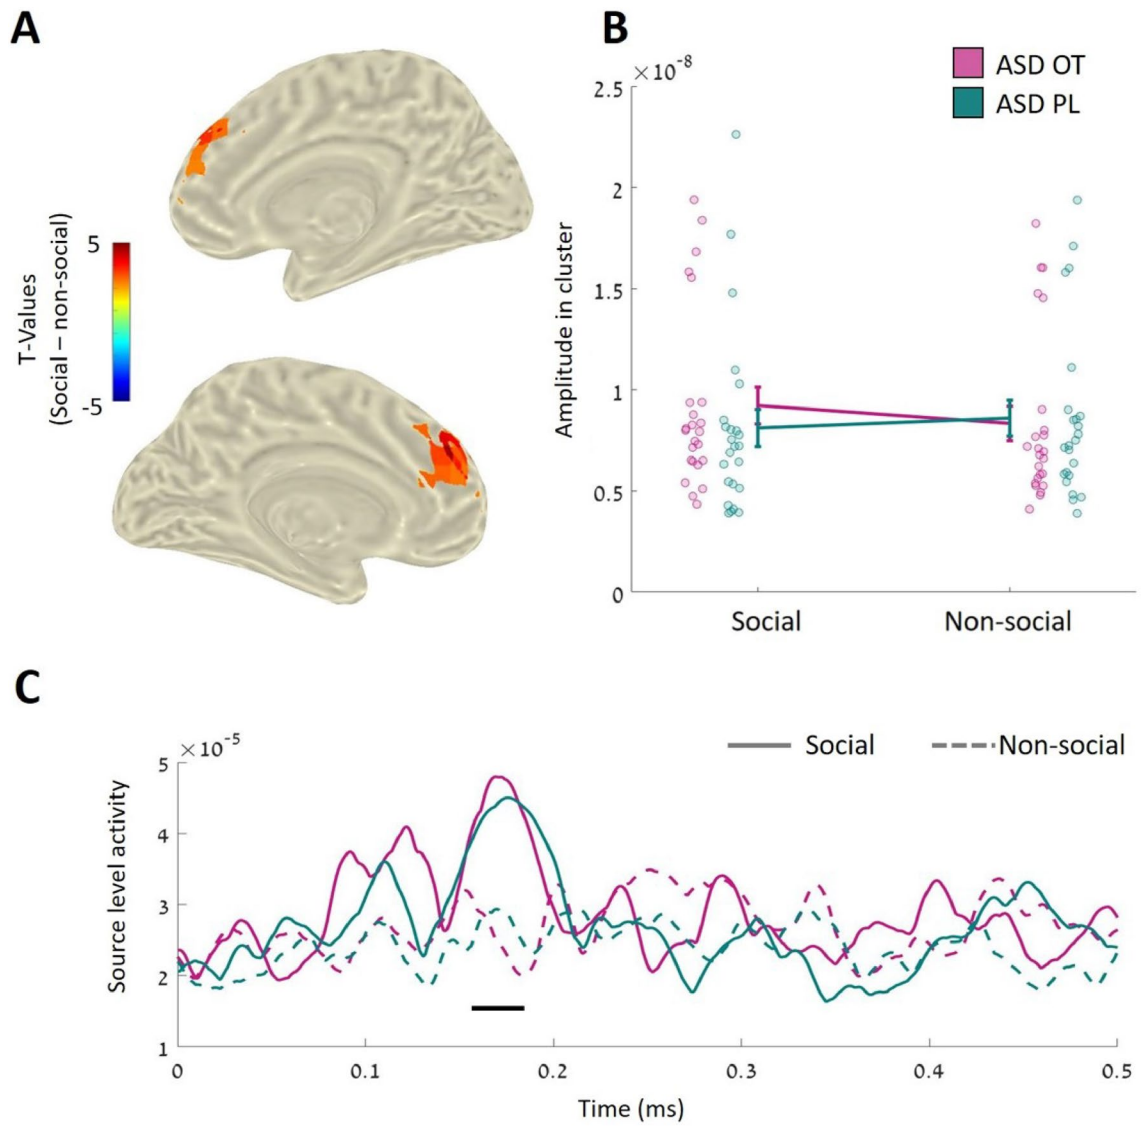 A
T-Values
(Social – non-social)
5
-5
B
×10-8
ASD OT
ASD PL
Amplitude in cluster
2.5
2
1.5
1
0.5
0
Social
Non-social
C
×10-5
Social
Non-social
Source level activity
5
4
3
2
1
0
0.1
0.2
0.3
0.4
0.5
Time (ms)